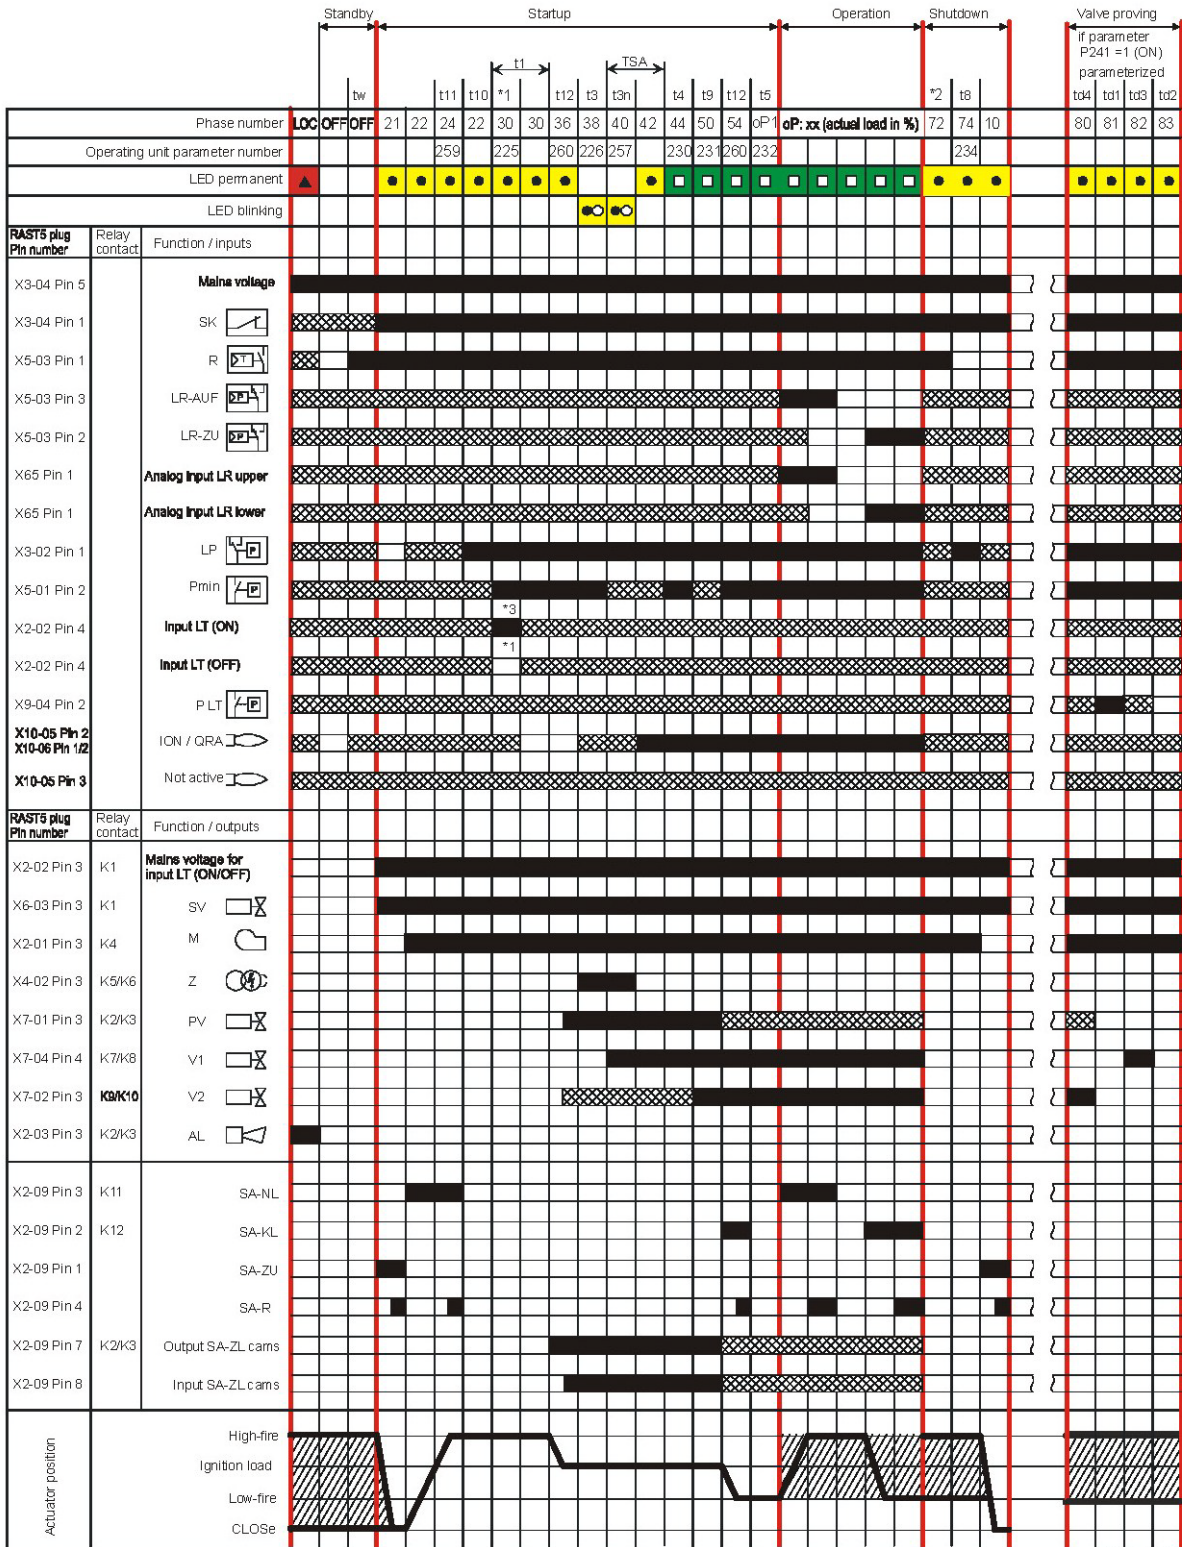 Standby Startup Operation Shutdown Valve proving
if parameter
P241 =1 (ON)
parameterized
t1 TSA
tw t11 t10 *1 t12 t3 t3n t4 t9 t12 t5 *2 t8 td4 td1 td3 td2
Phase number LOC OFF OFF 21 22 24 22 30 30 36 38 40 42 44 50 54 oP1 oP: xx (actual load in %) 72 74 10 80 81 82 83
Operating unit parameter number 259 225 260 226 257 230 231 260 232 234
LED permanent
LED blinking
RAST5 plug Pin number Relay contact Function / inputs
X3-04 Pin 5 Mains voltage
X3-04 Pin 1 SK
X5-03 Pin 1 R T
X5-03 Pin 3 LR-AUF P
X5-03 Pin 2 LR-ZU P
X65 Pin 1 Analog Input LR upper
X65 Pin 1 Analog Input LR lower
X3-02 Pin 1 LP P
X5-01 Pin 2 Pmin P
*3
X2-02 Pin 4 Input LT (ON)
*1
X2-02 Pin 4 Input LT (OFF)
X9-04 Pin 2 P LT P
X10-05 Pin 2
X10-06 Pin 1/2 ION / QRA
X10-05 Pin 3 Not active
RAST5 plug Pin number Relay contact Function / outputs
X2-02 Pin 3 K1 Mains voltage for input LT (ON/OFF)
X6-03 Pin 3 K1 SV
X2-01 Pin 3 K4 M
X4-02 Pin 3 K5/K6 Z
X7-01 Pin 3 K2/K3 PV
X7-04 Pin 4 K7/K8 V1
X7-02 Pin 3 K9/K10 V2
X2-03 Pin 3 K2/K3 AL
X2-09 Pin 3 K11 SA-NL
X2-09 Pin 2 K12 SA-KL
X2-09 Pin 1 SA-ZU
X2-09 Pin 4 SA-R
X2-09 Pin 7 K2/K3 Output SA-ZL cams
X2-09 Pin 8 Input SA-ZL cams
Actuator position
High-fire
Ignition load
Low-fire
CLOSe